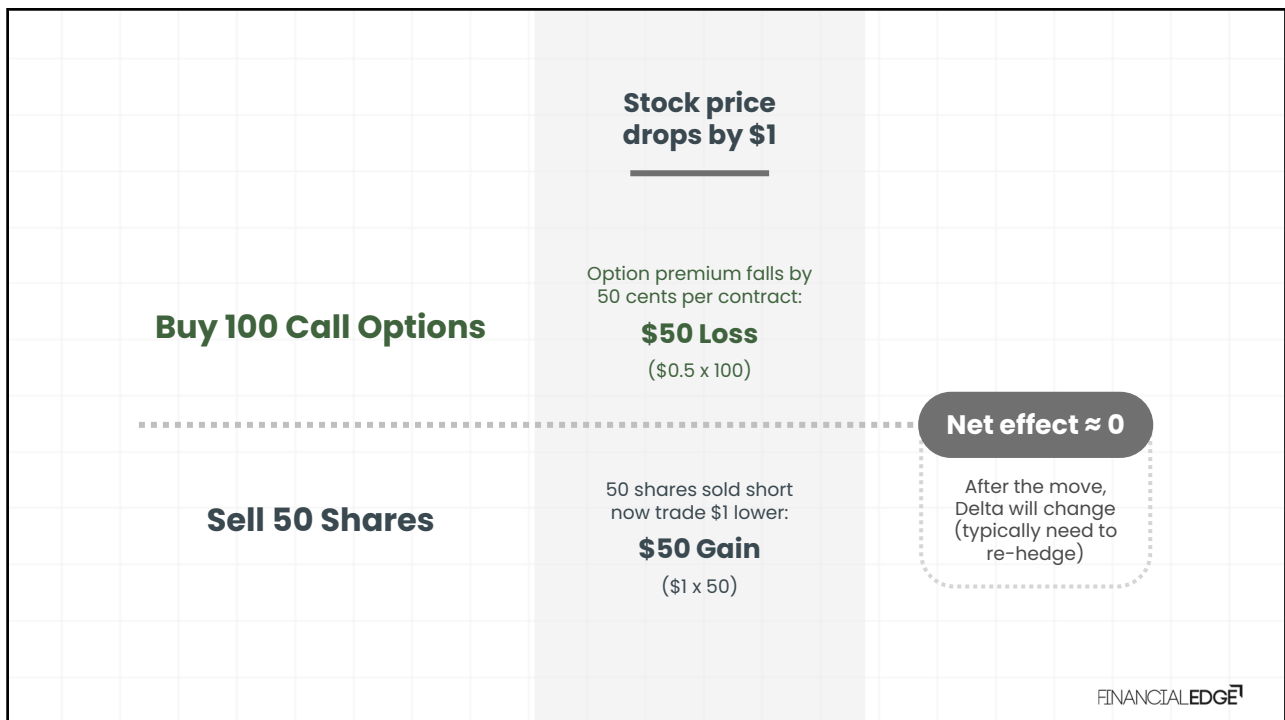 Stock price
drops by $1
Buy 100 Call Options
Option premium falls by
50 cents per contract:
$50 Loss
($0.5 x 100)
Net effect ≈ 0
After the move,
Delta will change
(typically need to
re-hedge)
Sell 50 Shares
50 shares sold short
now trade $1 lower:
$50 Gain
($1 x 50)
FINANCIALEDGE